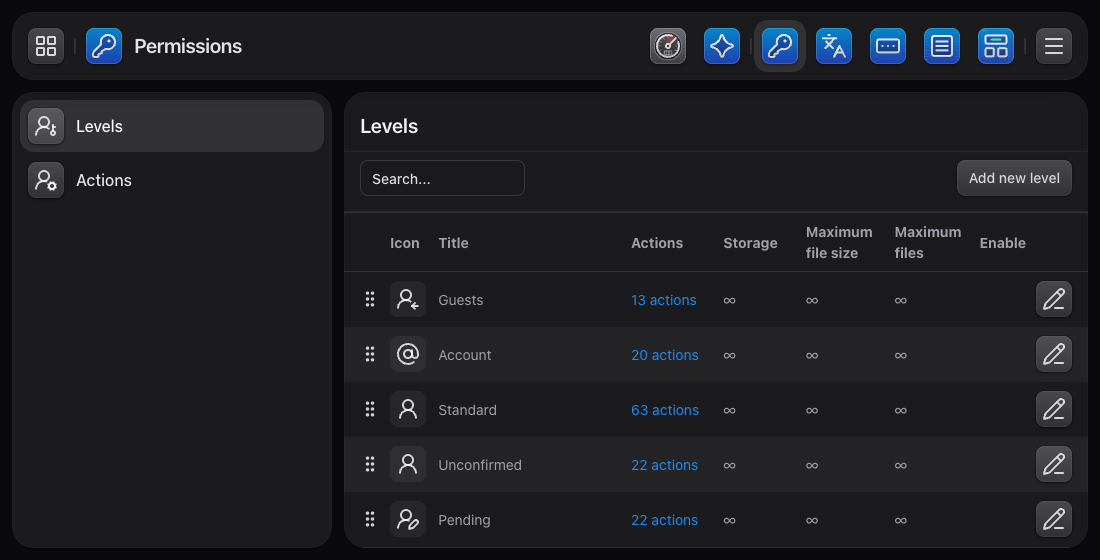 Permissions
Levels
Actions
Levels
Search...
Add new level
Icon Title Actions Storage Maximum file size Maximum files Enable
Guests 13 actions ∞ ∞ ∞
Account 20 actions ∞ ∞ ∞
Standard 63 actions ∞ ∞ ∞
Unconfirmed 22 actions ∞ ∞ ∞
Pending 22 actions ∞ ∞ ∞